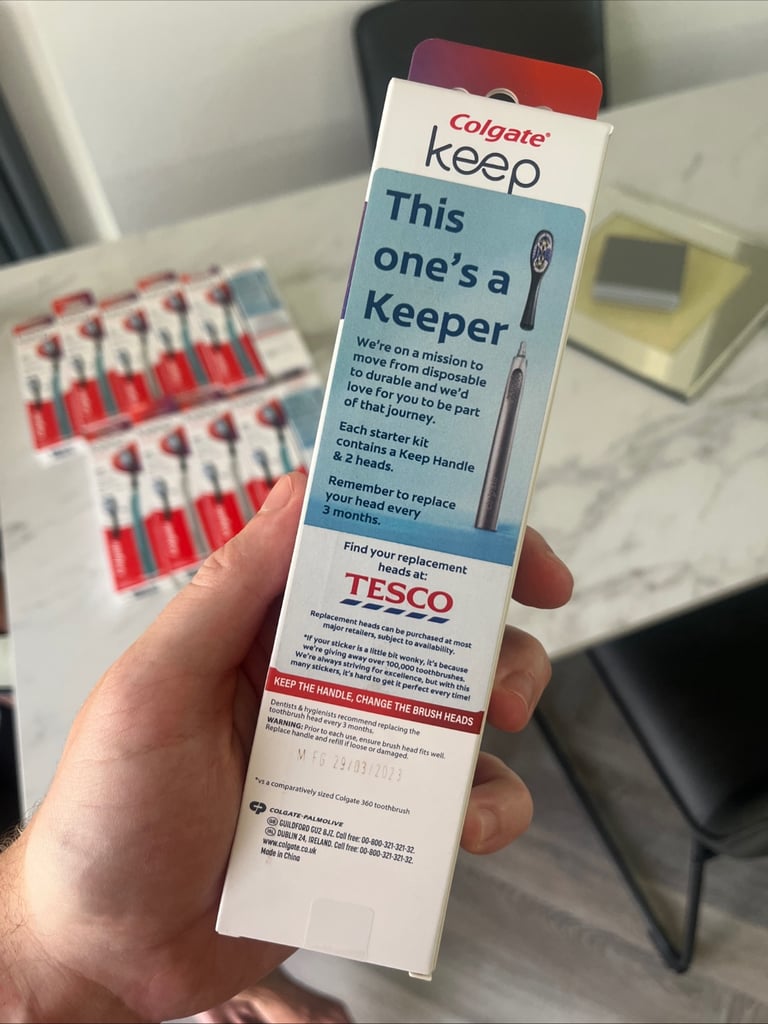 Colgate®
keep
This
one's a
Keeper
We're on a mission to
move from disposable
to durable and we'd
love for you to be part
of that journey.
Each starter kit
contains a Keep Handle
& 2 heads.
Remember to replace
your head every
3 months.
Find your replacement
heads at:
TESCO
Replacement heads can be purchased at most
major retailers, subject to availability.
*If your sticker is a little bit wonky, it's because
we're giving away over 100,000 toothbrushes.
We're always striving for excellence, but with this
many stickers, it's hard to get it perfect every time!
KEEP THE HANDLE, CHANGE THE BRUSH HEADS
Dentists & hygienists recommend replacing the
toothbrush head every 3 months.
WARNING: Prior to each use, ensure brush head fits well.
Replace handle and refill if loose or damaged.
M FG 29/03/2023
*vs a comparatively sized Colgate 360 toothbrush
CP COLGATE-PALMOLIVE
GB GUILDFORD GU2 8JZ. Call free: 00-800-321-321-32.
IRL DUBLIN 24, IRELAND. Call free: 00-800-321-321-32.
www.colgate.co.uk
Made in China